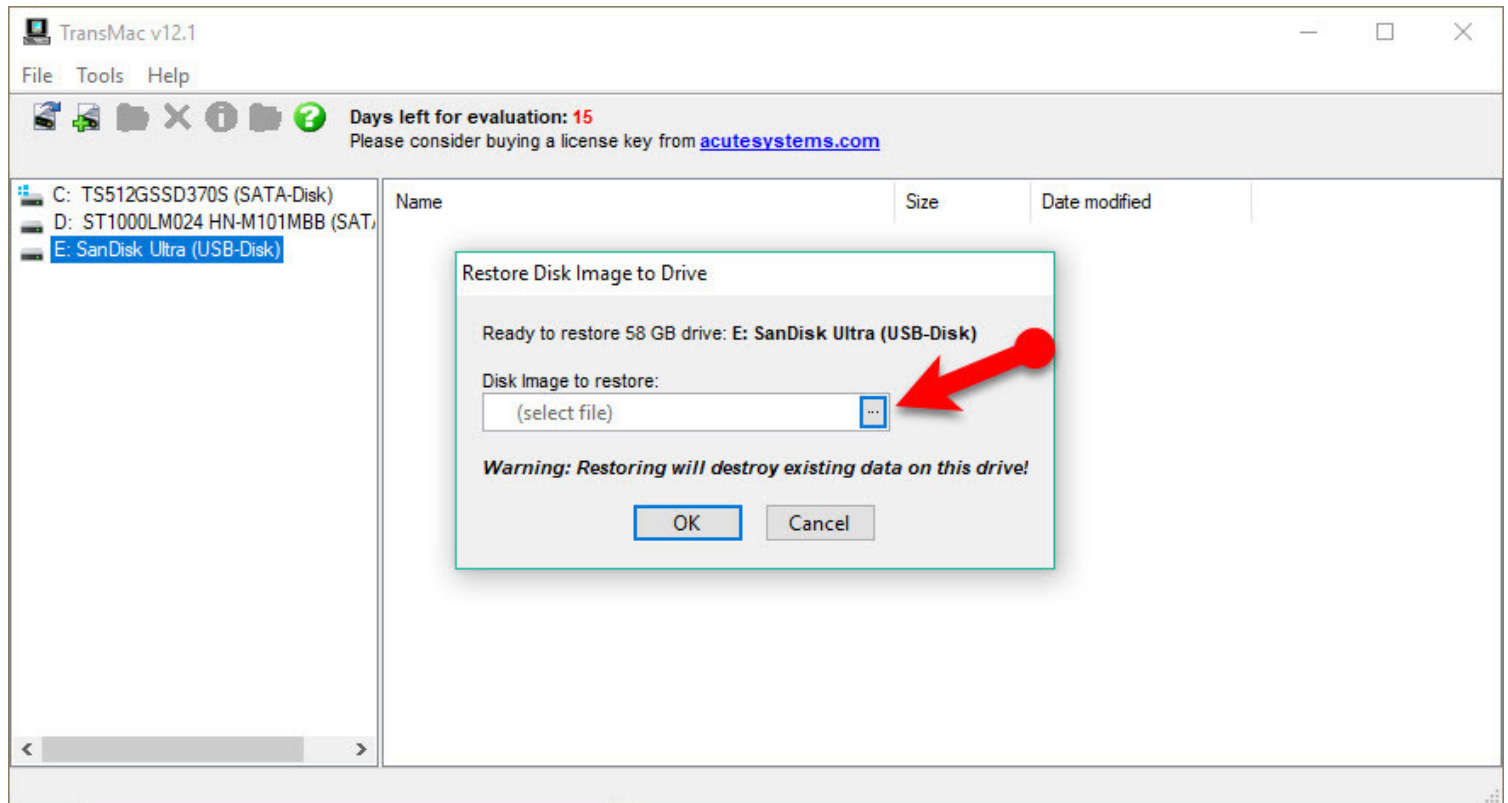 TransMac v12.1
File Tools Help
Days left for evaluation: 15
Please consider buying a license key from acutesystems.com
C: TS512GSSD370S (SATA-Disk)
D: ST1000LM024 HN-M101MBB (SATA
E: SanDisk Ultra (USB-Disk)
Name Size Date modified
Restore Disk Image to Drive
Ready to restore 58 GB drive: E: SanDisk Ultra (USB-Disk)
Disk Image to restore:
(select file) ...
Warning: Restoring will destroy existing data on this drive!
OK Cancel